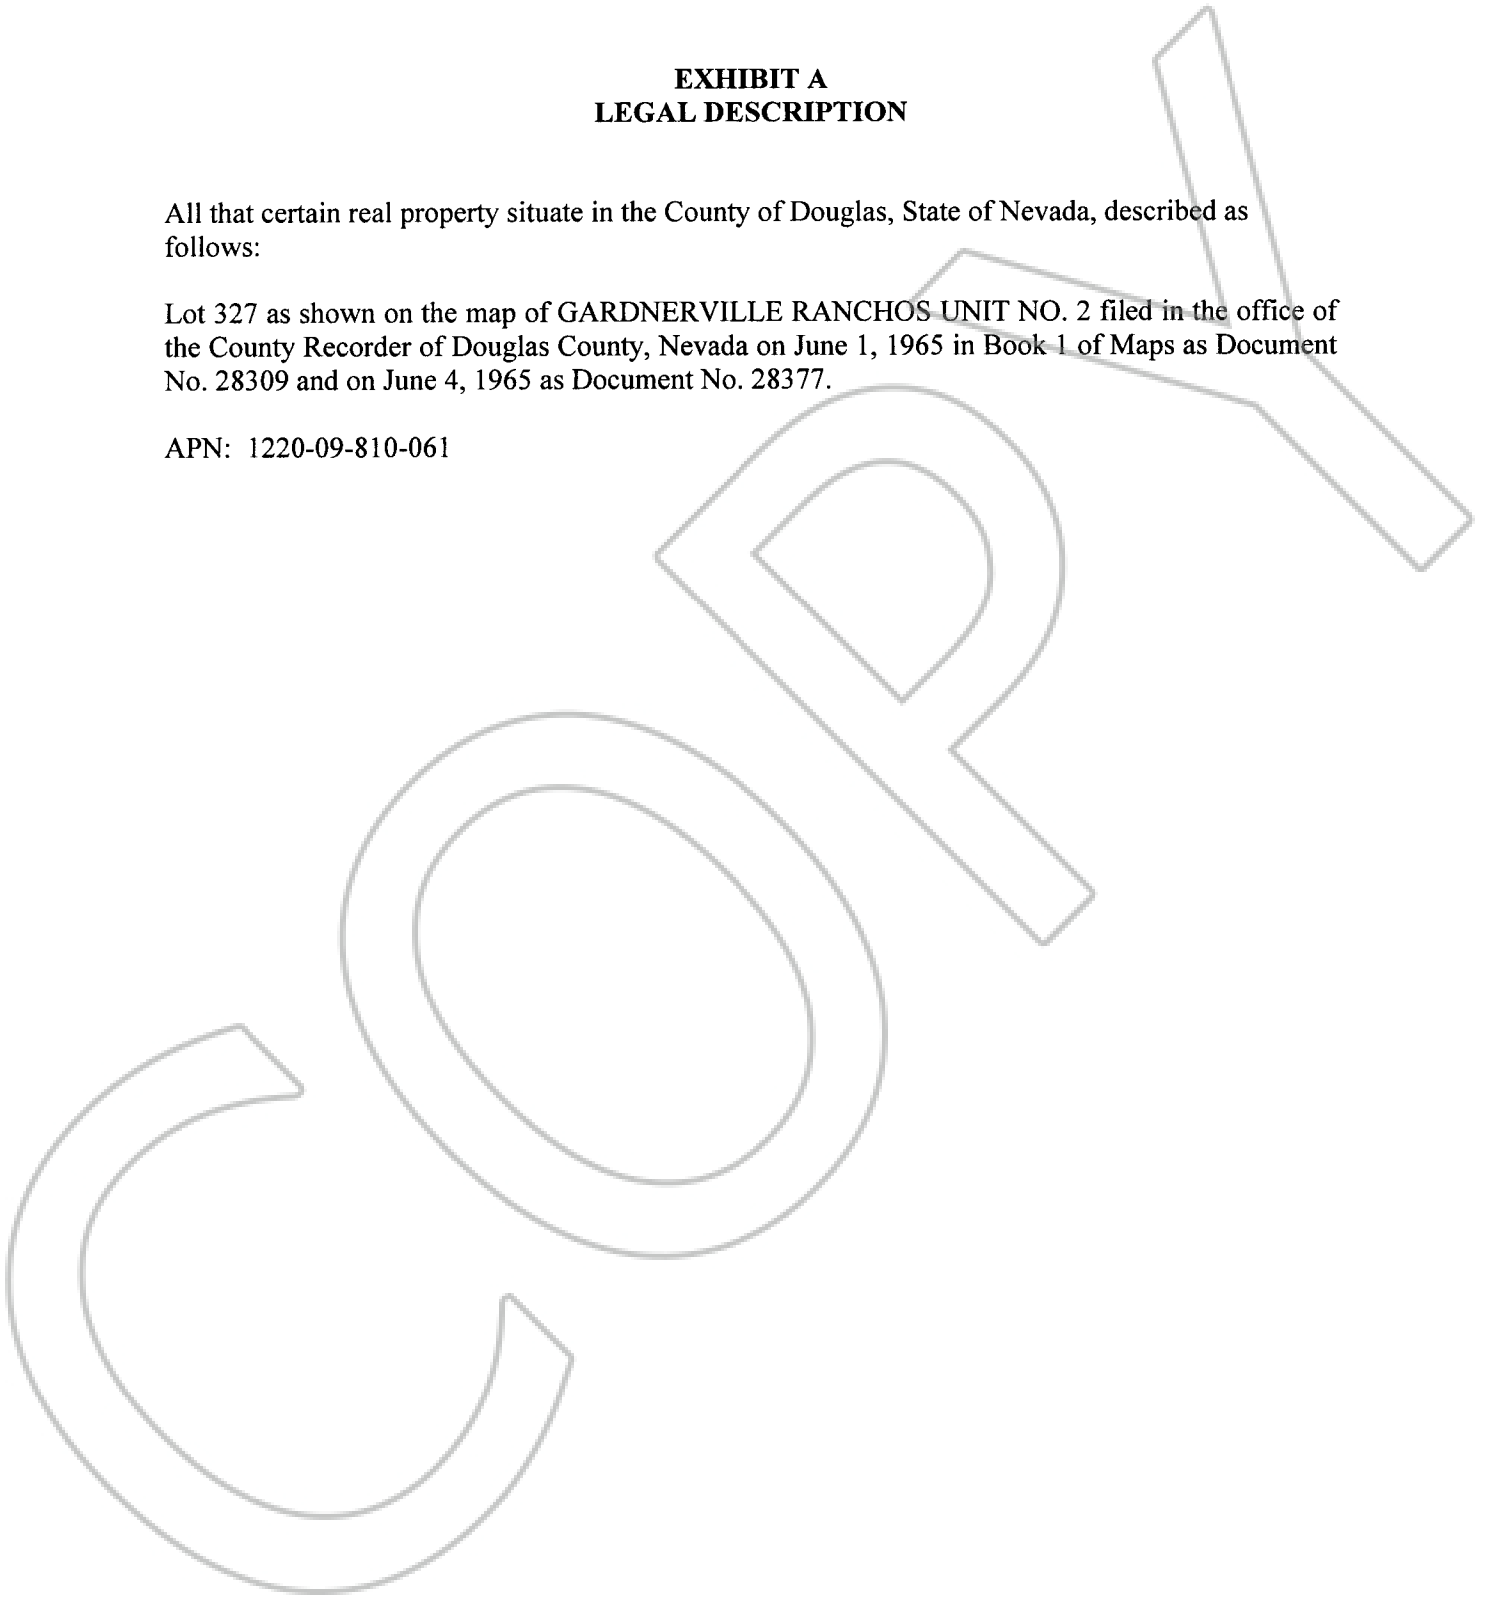 EXHIBIT A
LEGAL DESCRIPTION
All that certain real property situate in the County of Douglas, State of Nevada, described as
follows:
Lot 327 as shown on the map of GARDNERVILLE RANCHOS UNIT NO. 2 filed in the office of
the County Recorder of Douglas County, Nevada on June 1, 1965 in Book 1 of Maps as Document
No. 28309 and on June 4, 1965 as Document No. 28377.
APN: 1220-09-810-061
COPY